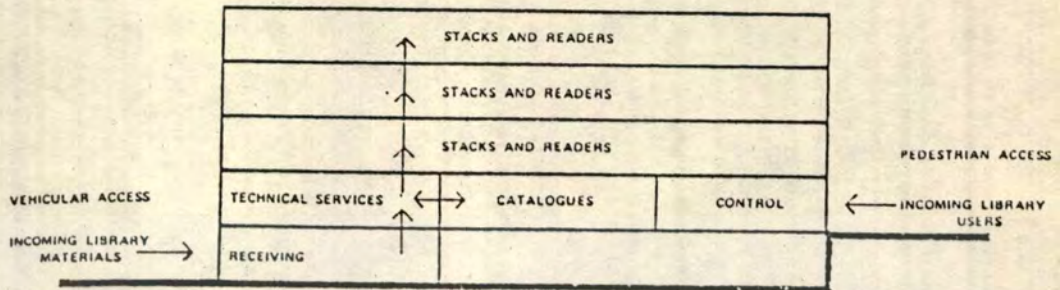 STACKS AND READERS
STACKS AND READERS
STACKS AND READERS
PEDESTRIAN ACCESS
VEHICULAR ACCESS
TECHNICAL SERVICES
CATALOGUES
CONTROL
INCOMING LIBRARY
USERS
INCOMING LIBRARY
MATERIALS
RECEIVING